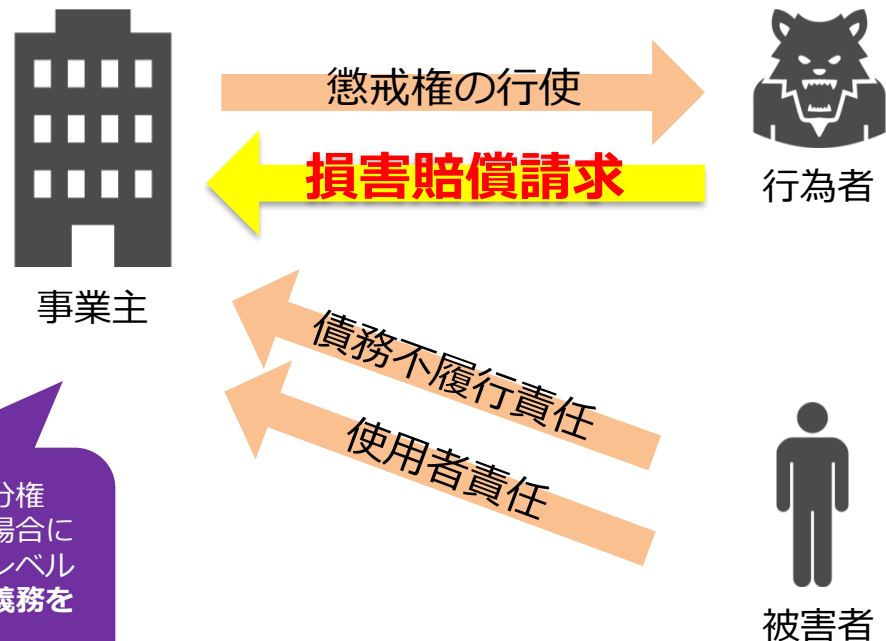 懲戒権の行使
損害賠償請求
行為者
事業主
債務不履行責任
使用者責任
分権
場合に
レベル
義務を
被害者